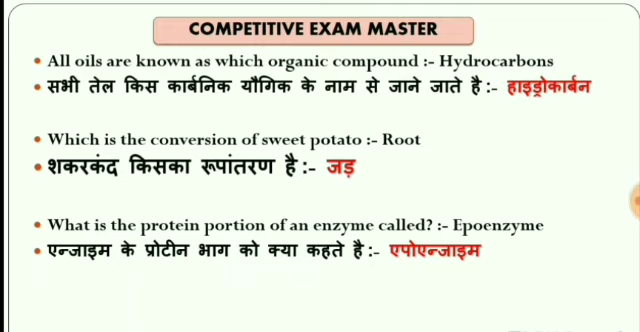 COMPETITIVE EXAM MASTER
• All oils are known as which organic compound :- Hydrocarbons
• सभी तेल किस कार्बनिक यौगिक के नाम से जाने जाते है :- हाइड्रोकार्बन
• Which is the conversion of sweet potato :- Root
• शकरकंद किसका रूपांतरण है :- जड़
• What is the protein portion of an enzyme called? :- Epoenzyme
• एन्जाइम के प्रोटीन भाग को क्या कहते है :- एपोएन्जाइम